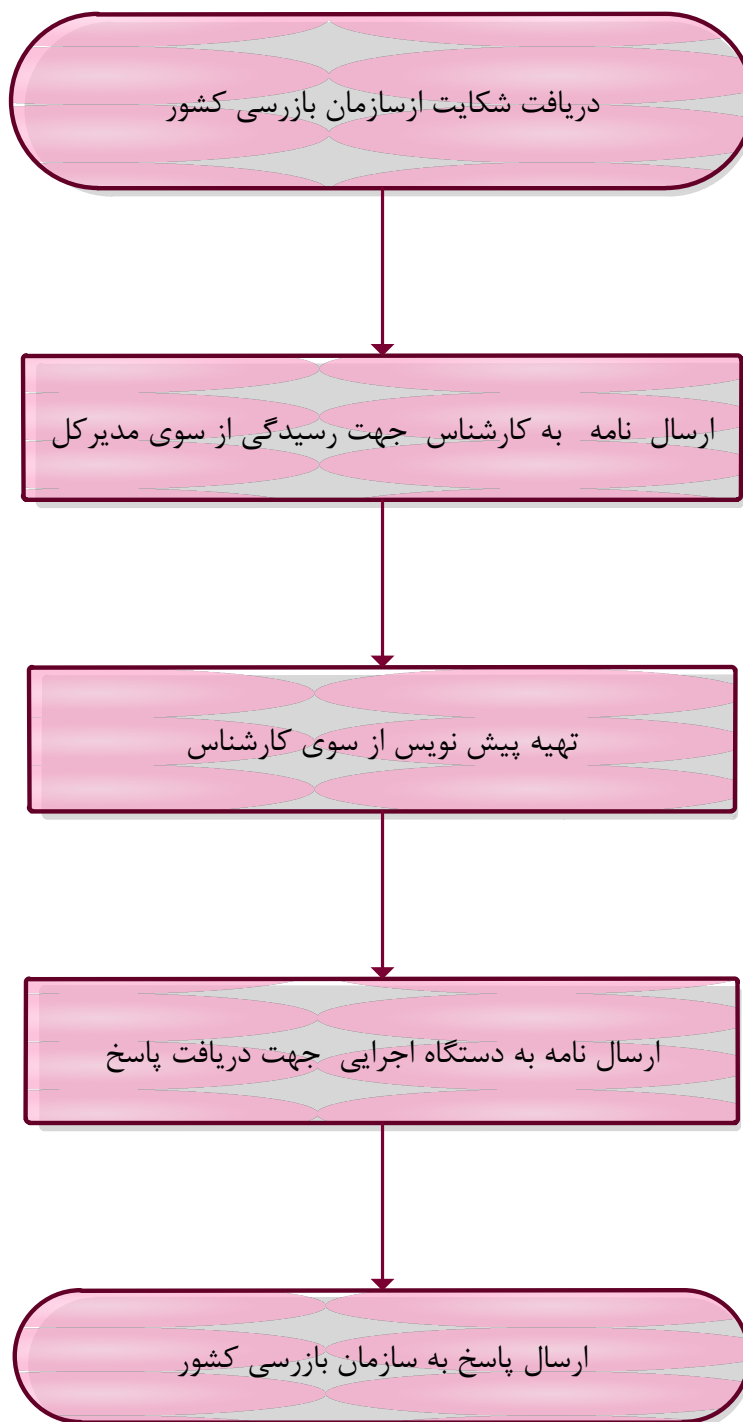 دریافت شکایت ازسازمان بازرسی کشور
ارسال نامه به کارشناس جهت رسیدگی از سوی مدیرکل
تهیه پیش نویس از سوی کارشناس
ارسال نامه به دستگاه اجرایی جهت دریافت پاسخ
ارسال پاسخ به سازمان بازرسی کشور